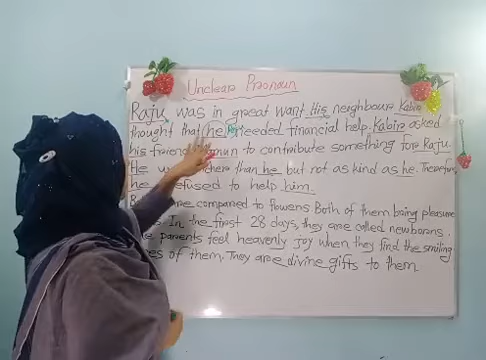 Unclear Pronoun
Raju was in great want His neighbour Kabir
thought that he needed financial help. Kabir asked
his friend to contribute something for Raju.
He than he but not as kind as he. Therefore
he refused to help him.
are compared to flowers Both of them bring pleasure
In the first 28 days, they are called newborns.
parents feel heavenly joy when they find the smiling
of them. They are divine gifts to them